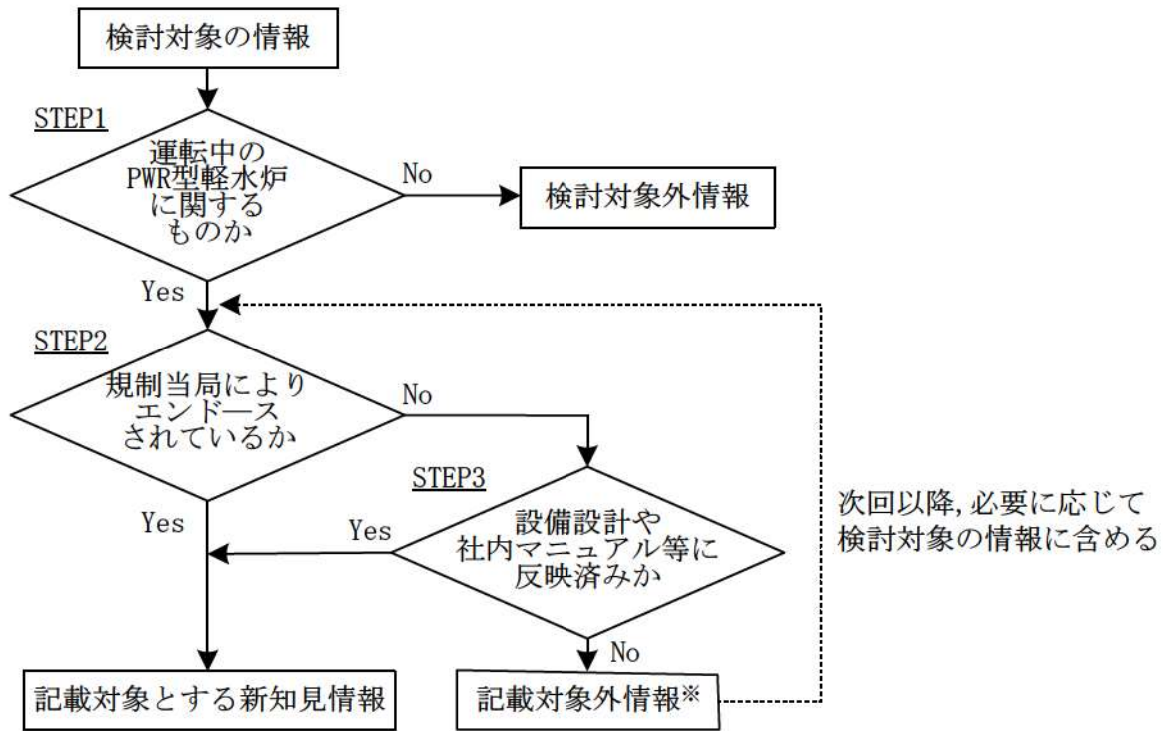 検討対象の情報
STEP1
運転中の
PWR型軽水炉
に関する
ものか
No
検討対象外情報
Yes
STEP2
規制当局により
エンドース
されているか
No
STEP3
Yes
Yes
設備設計や
社内マニュアル等に
反映済みか
次回以降,必要に応じて
検討対象の情報に含める
No
記載対象とする新知見情報
記載対象外情報※